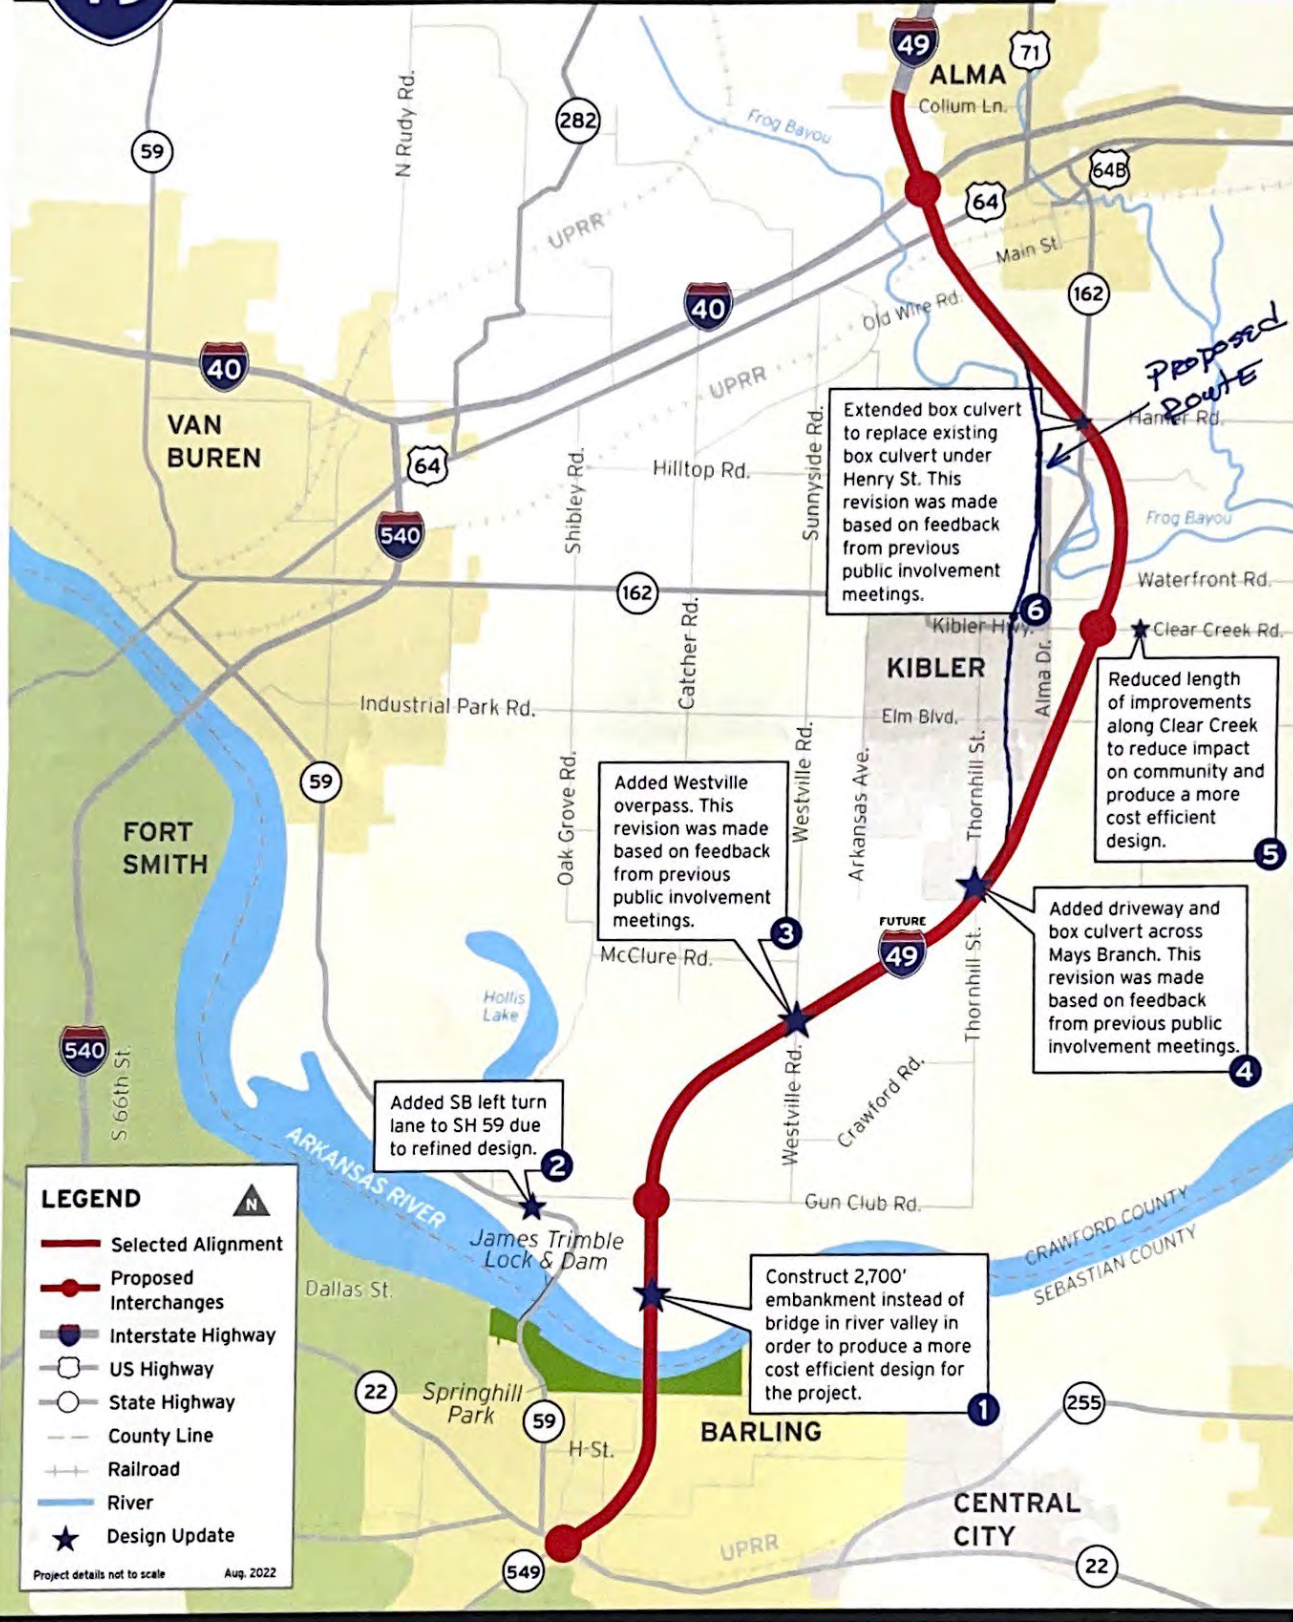 49
49
71
ALMA
Collum Ln.
Frog Bayou
282
59
N Rudy Rd.
64B
64
UPRR
Main St.
162
40
Old Wire Rd.
Proposed
Route
40
UPRR
VAN
BUREN
64
Hilltop Rd.
Shibley Rd.
Sunnyside Rd.
Extended box culvert
to replace existing
box culvert under
Henry St. This
revision was made
based on feedback
from previous
public involvement
meetings.
6
Hamer Rd.
Frog Bayou
540
162
Waterfront Rd.
Kibler Hwy.
Clear Creek Rd.
Catcher Rd.
KIBLER
Alma Dr.
Industrial Park Rd.
Elm Blvd.
Reduced length
of improvements
along Clear Creek
to reduce impact
on community and
produce a more
cost efficient
design.
5
59
Oak Grove Rd.
Westville Rd.
Arkansas Ave.
Thornhill St.
Added Westville
overpass. This
revision was made
based on feedback
from previous
public involvement
meetings.
3
FORT
SMITH
Added driveway and
box culvert across
Mays Branch. This
revision was made
based on feedback
from previous public
involvement meetings.
4
FUTURE
49
McClure Rd.
Thornhill St.
Hollis
Lake
540
S 66th St.
Westville Rd.
Crawford Rd.
Added SB left turn
lane to SH 59 due
to refined design.
2
ARKANSAS RIVER
Gun Club Rd.
James Trimble
Lock & Dam
CRAWFORD COUNTY
SEBASTIAN COUNTY
Dallas St.
Construct 2,700'
embankment instead of
bridge in river valley in
order to produce a more
cost efficient design for
the project.
1
22
Springhill
Park
59
255
BARLING
H-St.
CENTRAL
CITY
UPRR
549
22
LEGEND
N
Selected Alignment
Proposed
Interchanges
Interstate Highway
US Highway
State Highway
County Line
Railroad
River
Design Update
Project details not to scale
Aug. 2022